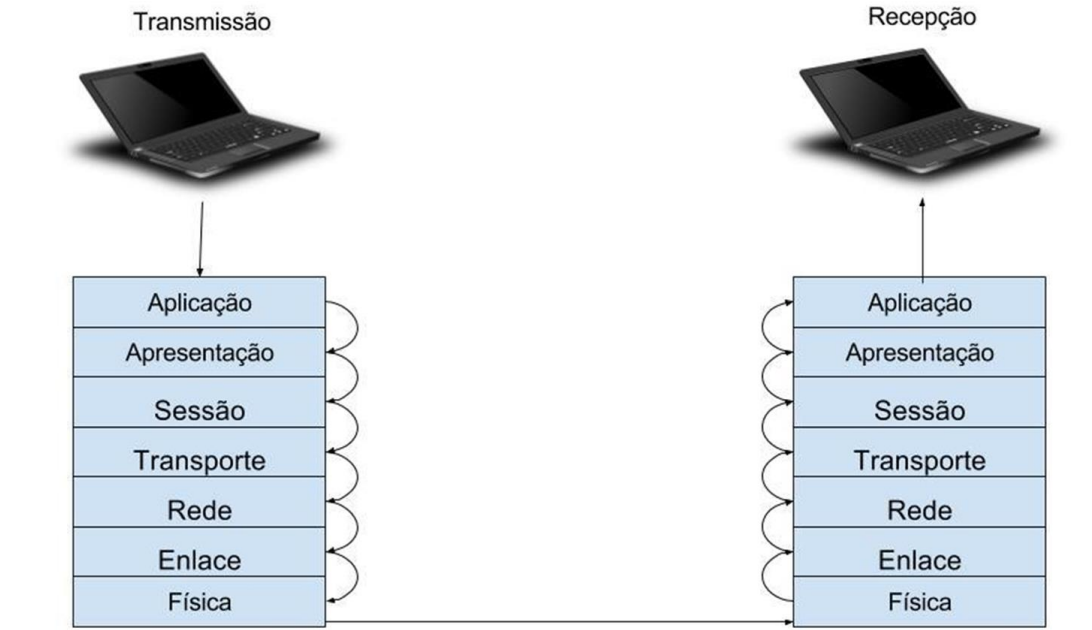 Transmissão
Recepção
Aplicação
Apresentação
Sessão
Transporte
Rede
Enlace
Física
Aplicação
Apresentação
Sessão
Transporte
Rede
Enlace
Física